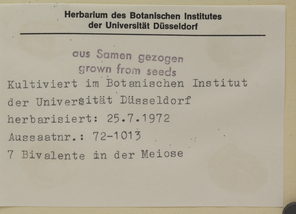 Herbarium des Botanischen Institutes
der Universität Düsseldorf
aus Samen gezogen
grown from seeds
Kultiviert im Botanischen Institut
der Universität Düsseldorf
herbarisiert: 25.7.1972
Aussaatnr.: 72-1013
7 Bivalente in der Meiose